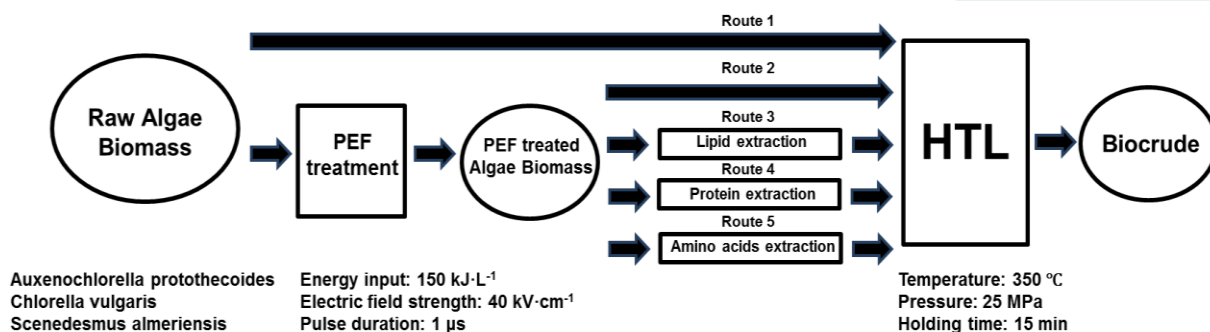 Route 1
Route 2
Raw Algae
Biomass
PEF
treatment
PEF treated
Algae Biomass
Route 3
Lipid extraction
Route 4
Protein extraction
Route 5
Amino acids extraction
HTL
Biocrude
Auxenochlorella protothecoides
Chlorella vulgaris
Scenedesmus almeriensis
Energy input: 150 kJ·L⁻¹
Electric field strength: 40 kV·cm⁻¹
Pulse duration: 1 µs
Temperature: 350 ℃
Pressure: 25 MPa
Holding time: 15 min